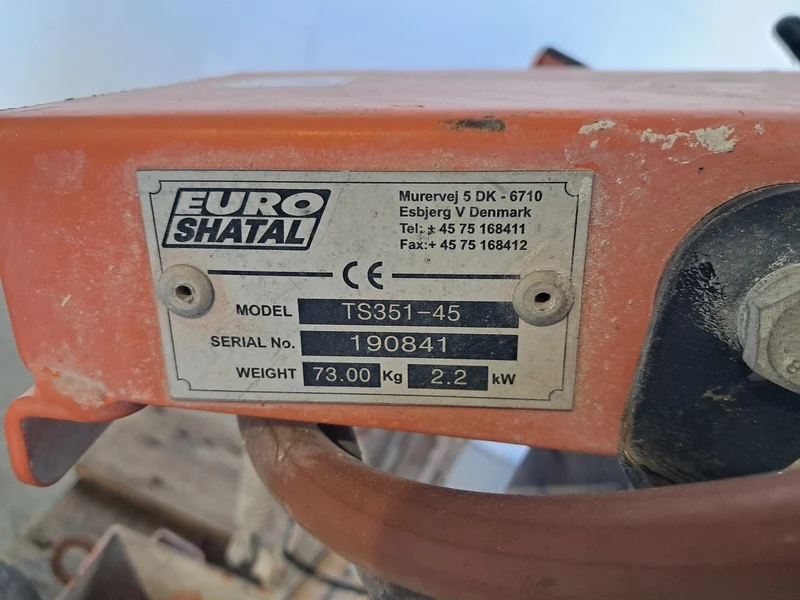 EURO
SHATAL
Murervej 5 DK - 6710
Esbjerg V Denmark
Tel: + 45 75 168411
Fax:+ 45 75 168412
CE
MODEL TS351-45
SERIAL No. 190841
WEIGHT 73.00 Kg 2.2 kW